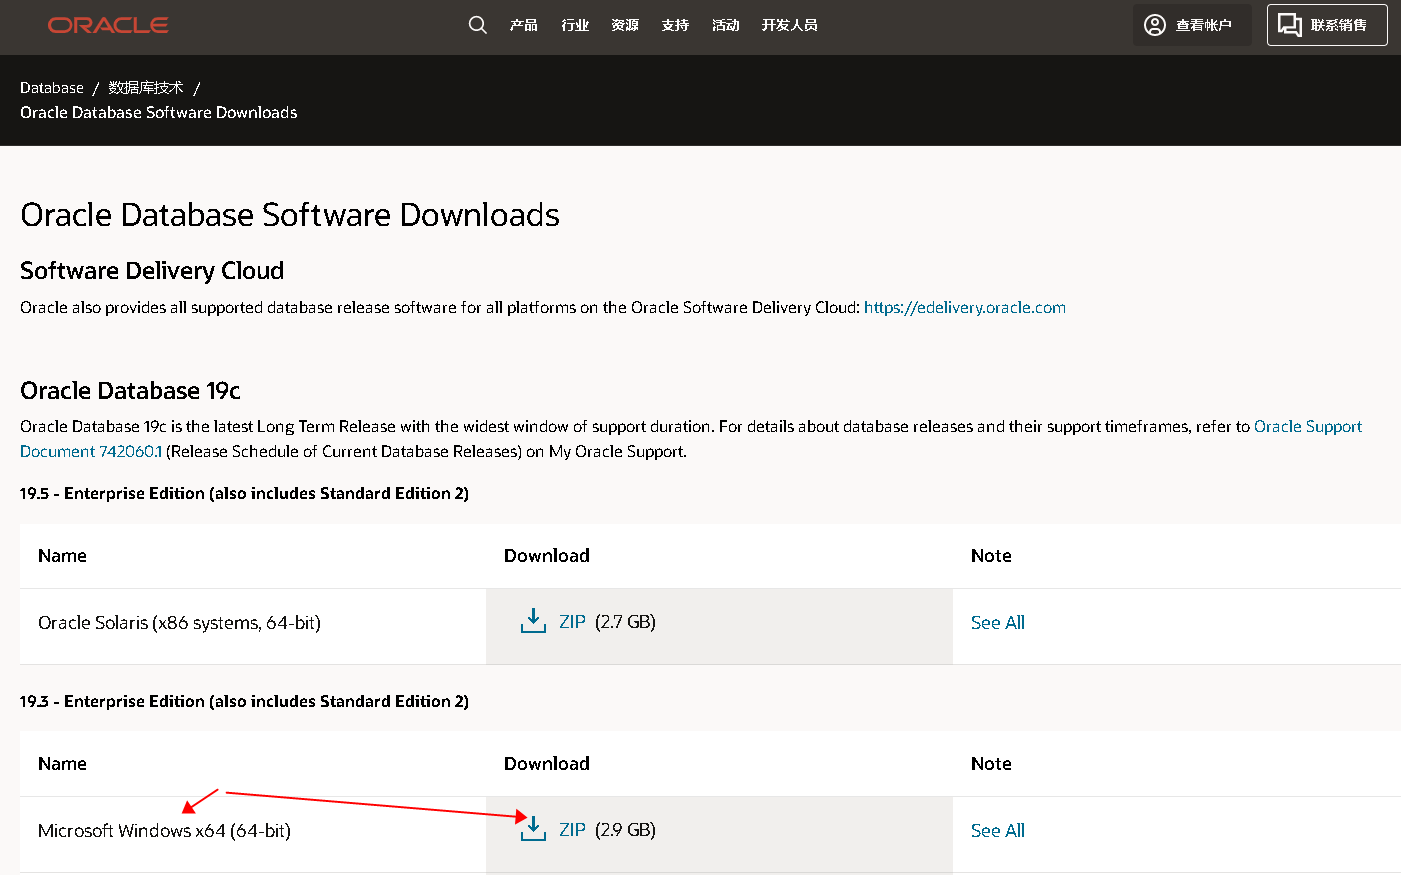 ORACLE
产品 行业 资源 支持 活动 开发人员
查看帐户
联系销售
Database / 数据库技术 /
Oracle Database Software Downloads
Oracle Database Software Downloads
Software Delivery Cloud
Oracle also provides all supported database release software for all platforms on the Oracle Software Delivery Cloud: https://edelivery.oracle.com
Oracle Database 19c
Oracle Database 19c is the latest Long Term Release with the widest window of support duration. For details about database releases and their support timeframes, refer to Oracle Support
Document 742060.1 (Release Schedule of Current Database Releases) on My Oracle Support.
19.5 - Enterprise Edition (also includes Standard Edition 2)
Name Download Note
Oracle Solaris (x86 systems, 64-bit) ZIP (2.7 GB) See All
19.3 - Enterprise Edition (also includes Standard Edition 2)
Name Download Note
Microsoft Windows x64 (64-bit) ZIP (2.9 GB) See All